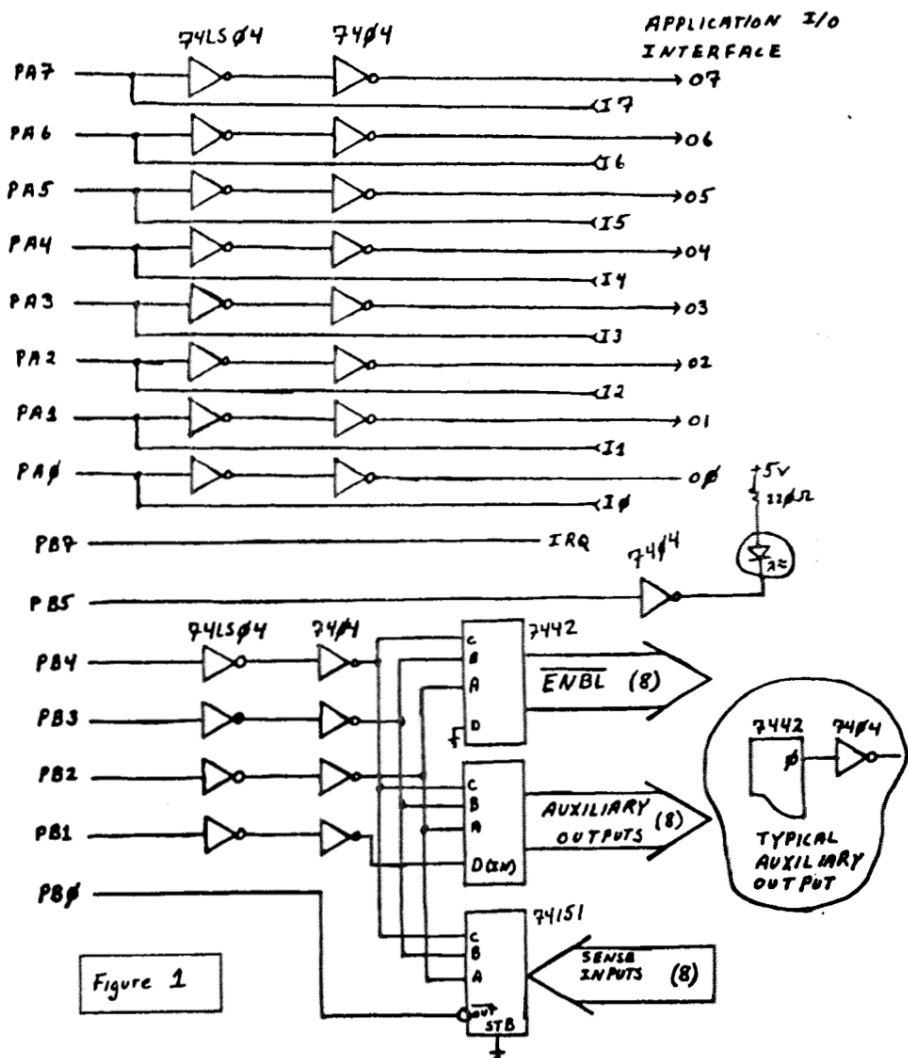 APPLICATION I/O
INTERFACE
74LSØ4 74Ø4
PA7
O7
I7
PA6
O6
I6
PA5
O5
I5
PA4
O4
I4
PA3
O3
I3
PA2
O2
I2
PA1
O1
I1
PAØ
OØ
IØ
+5V
22ØΩ
PB7
IRQ
74Ø4
PB5
74LSØ4 74Ø4
7442
PB4
C
B
A
D
ENBL (8)
PB3
PB2
PB1
C
B
A
D(IN)
AUXILIARY
OUTPUTS (8)
7442 74Ø4
Ø
TYPICAL
AUXILIARY
OUTPUT
PBØ
74151
C
B
A
OUT
STB
SENSE
INPUTS (8)
Figure 1